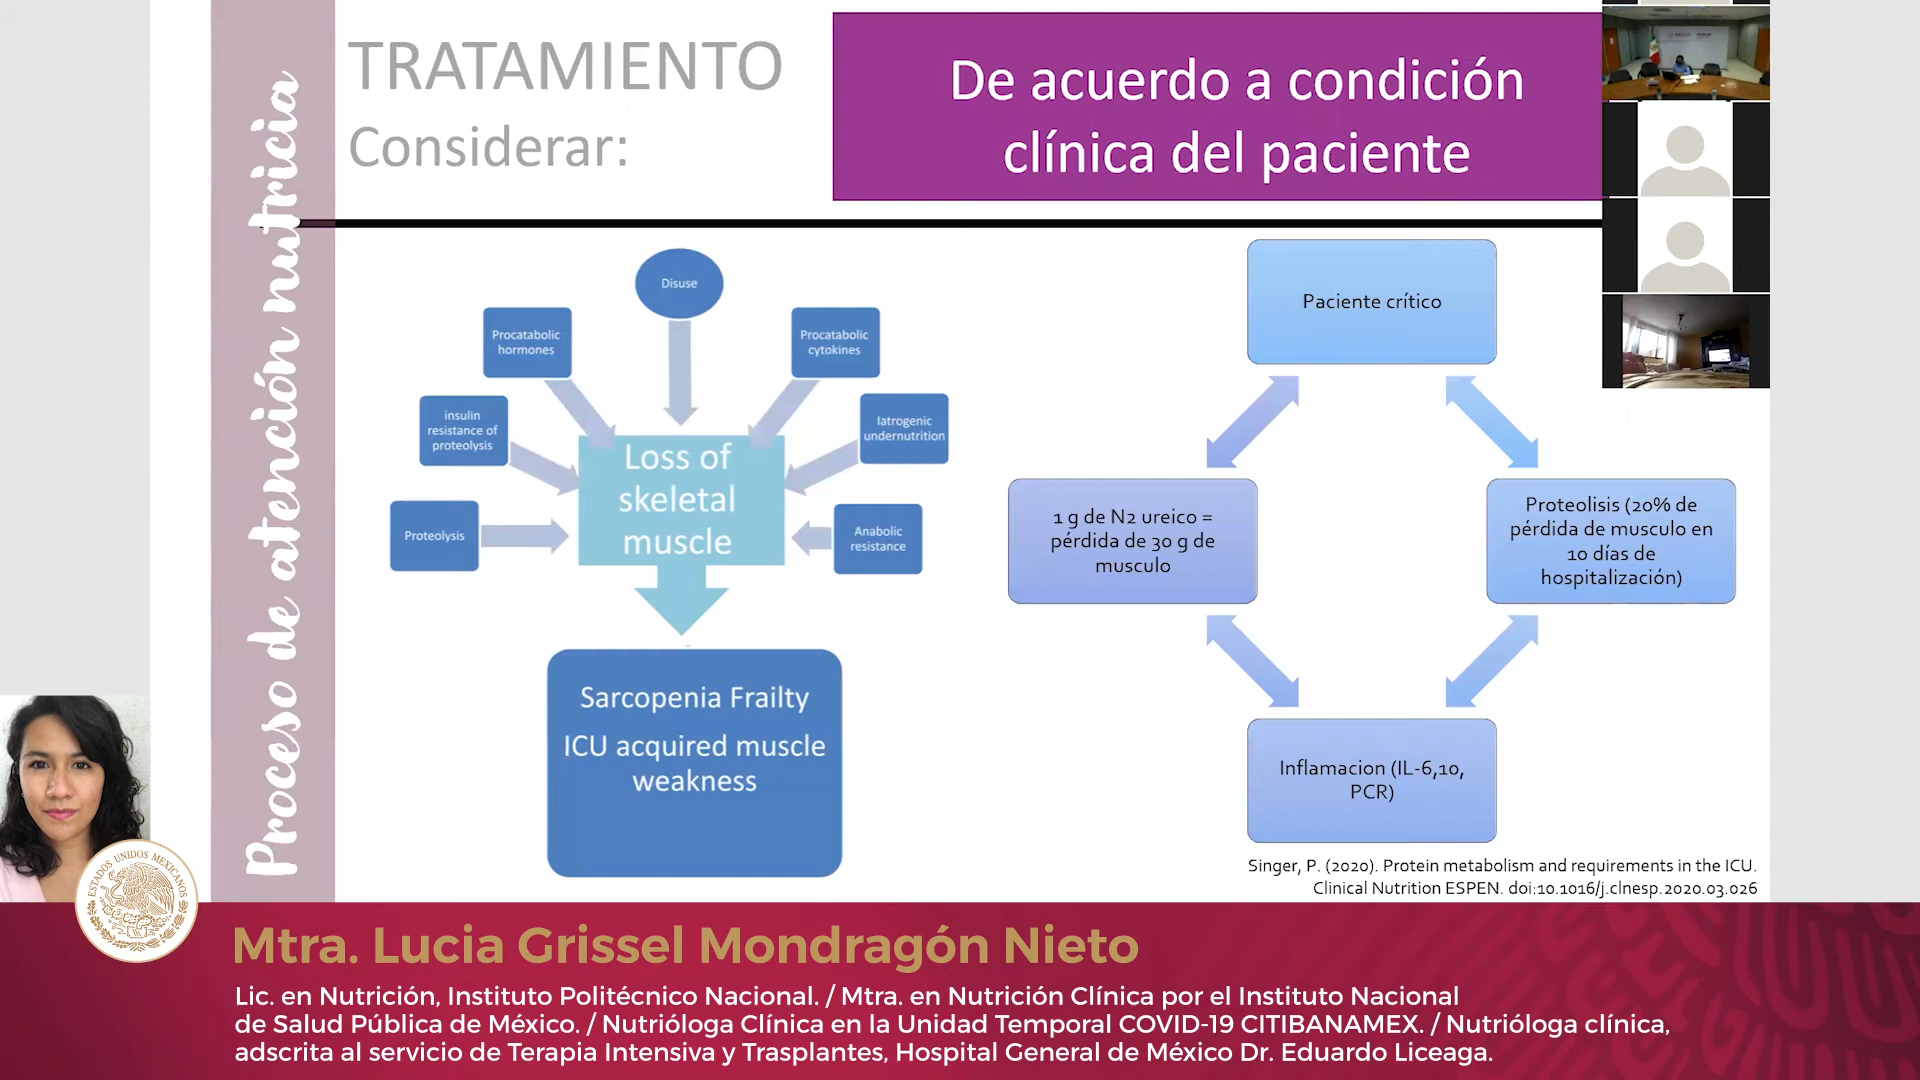 Proceso de atención nutricia
TRATAMIENTO
Considerar:
De acuerdo a condición
clínica del paciente
Disuse
Procatabolic
hormones
Procatabolic
cytokines
insulin
resistance of
proteolysis
Iatrogenic
undernutrition
Proteolysis
Anabolic
resistance
Loss of
skeletal
muscle
Sarcopenia Frailty
ICU acquired muscle
weakness
Paciente crítico
1 g de N2 ureico =
pérdida de 30 g de
musculo
Proteolisis (20% de
pérdida de musculo en
10 días de
hospitalización)
Inflamacion (IL-6,10,
PCR)
Singer, P. (2020). Protein metabolism and requirements in the ICU.
Clinical Nutrition ESPEN. doi:10.1016/j.clnesp.2020.03.026
ESTADOS UNIDOS MEXICANOS
Mtra. Lucia Grissel Mondragón Nieto
Lic. en Nutrición, Instituto Politécnico Nacional. / Mtra. en Nutrición Clínica por el Instituto Nacional
de Salud Pública de México. / Nutrióloga Clínica en la Unidad Temporal COVID-19 CITIBANAMEX. / Nutrióloga clínica,
adscrita al servicio de Terapia Intensiva y Trasplantes, Hospital General de México Dr. Eduardo Liceaga.